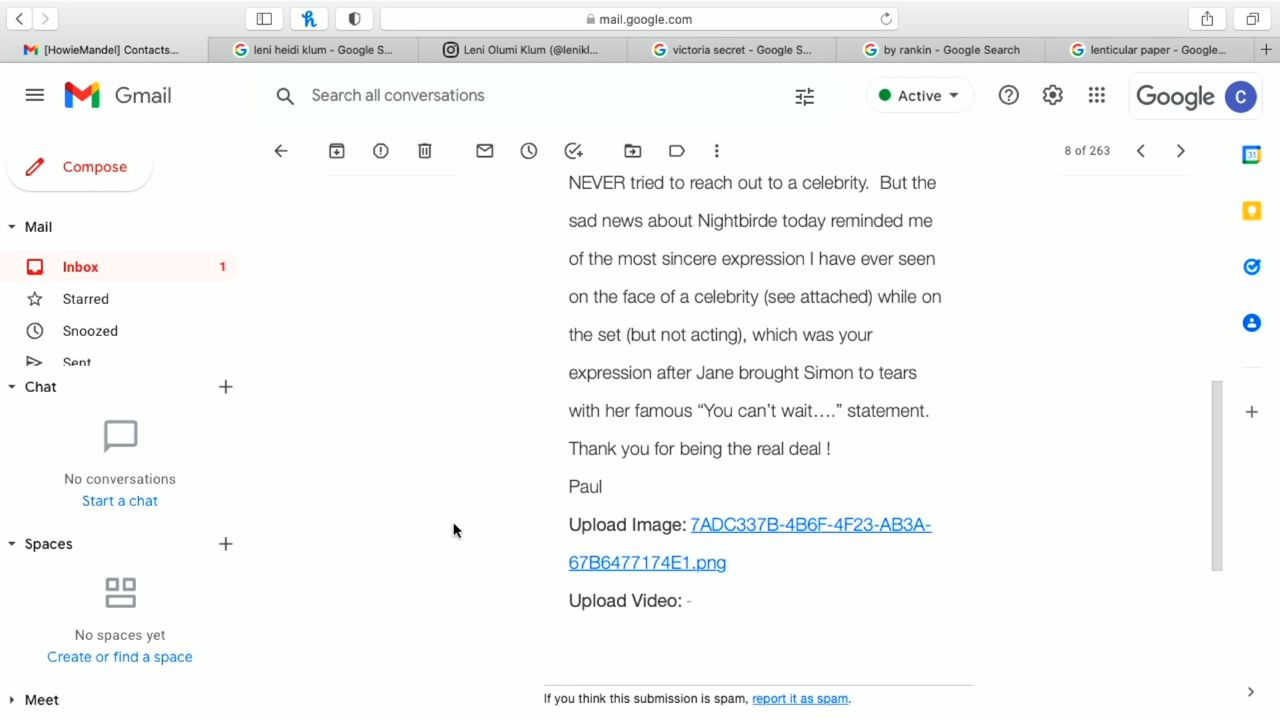 mail.google.com
[HowieMandel] Contacts...
leni heidi klum - Google S...
Leni Olumi Klum (@lenikl...
victoria secret - Google S...
by rankin - Google Search
lenticular paper - Google...
Gmail
Search all conversations
Active
Google
C
Compose
8 of 263
31
Mail
Inbox 1
Starred
Snoozed
Sent
Chat
No conversations
Start a chat
Spaces
No spaces yet
Create or find a space
Meet
NEVER tried to reach out to a celebrity. But the
sad news about Nightbirde today reminded me
of the most sincere expression I have ever seen
on the face of a celebrity (see attached) while on
the set (but not acting), which was your
expression after Jane brought Simon to tears
with her famous “You can’t wait....” statement.
Thank you for being the real deal !
Paul
Upload Image: 7ADC337B-4B6F-4F23-AB3A-
67B6477174E1.png
Upload Video: -
If you think this submission is spam, report it as spam.